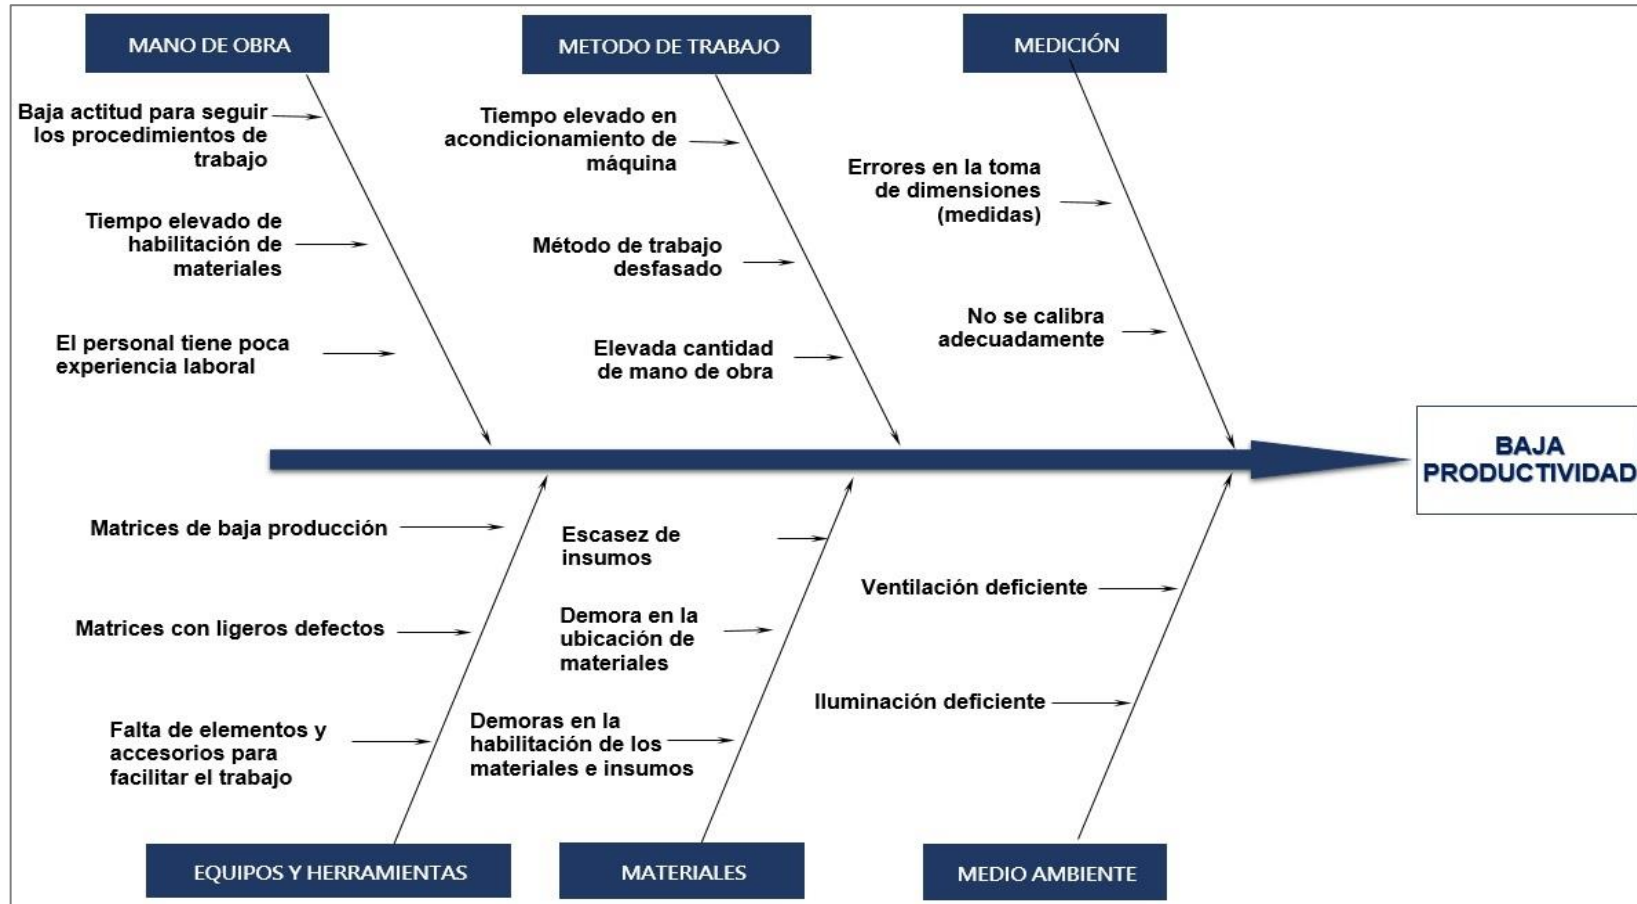 MANO DE OBRA
METODO DE TRABAJO
MEDICIÓN
Baja actitud para seguir
los procedimientos de
trabajo
Tiempo elevado de
habilitación de
materiales
El personal tiene poca
experiencia laboral
Tiempo elevado en
acondicionamiento de
máquina
Método de trabajo
desfasado
Elevada cantidad
de mano de obra
Errores en la toma
de dimensiones
(medidas)
No se calibra
adecuadamente
BAJA
PRODUCTIVIDAD
Matrices de baja producción
Matrices con ligeros defectos
Falta de elementos y
accesorios para
facilitar el trabajo
Escasez de
insumos
Demora en la
ubicación de
materiales
Demoras en la
habilitación de los
materiales e insumos
Ventilación deficiente
Iluminación deficiente
EQUIPOS Y HERRAMIENTAS
MATERIALES
MEDIO AMBIENTE